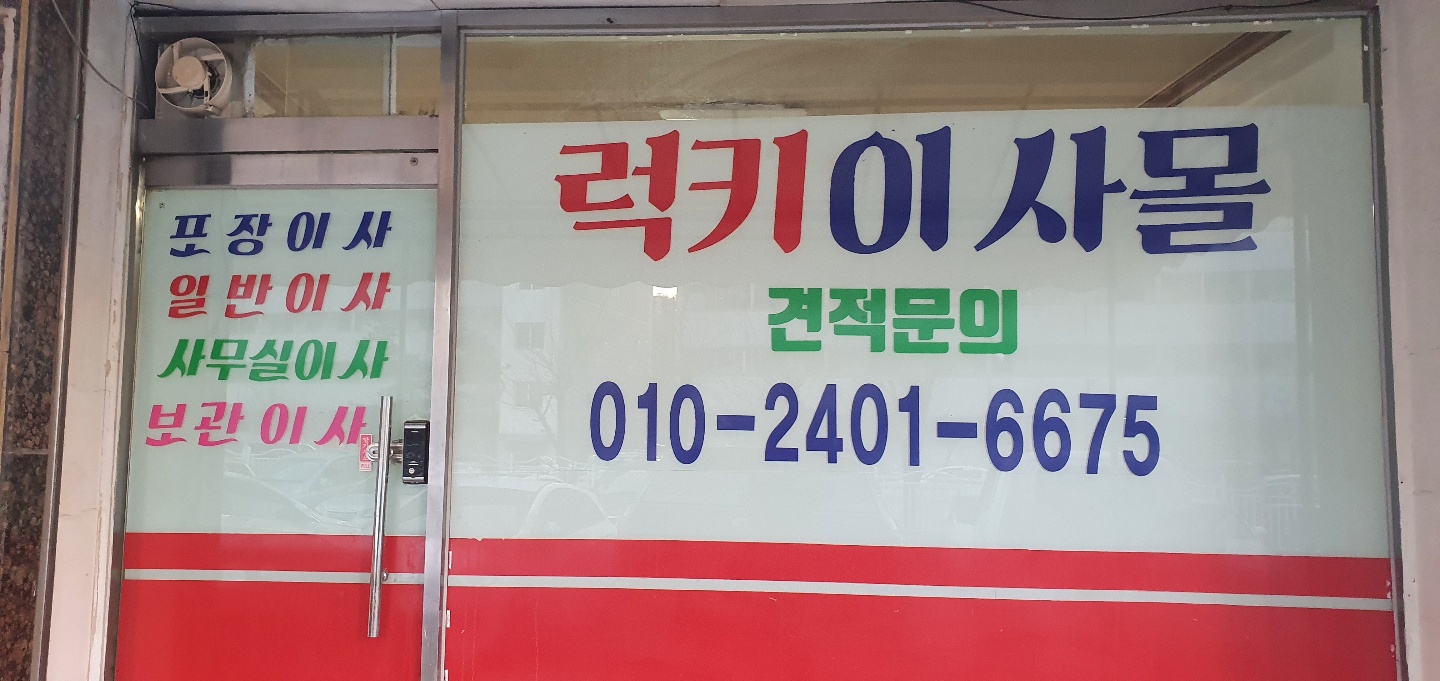 포장이사
일반이사
사무실이사
보관이사
럭키이사몰
견적문의
010-2401-6675